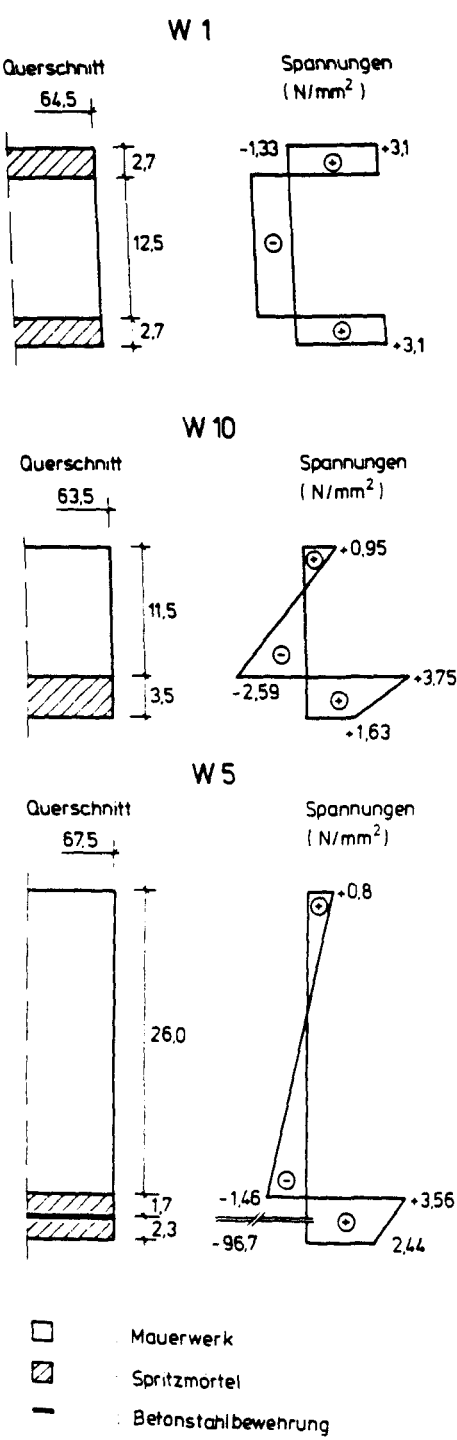 W 1
Querschnitt
Spannungen
(N/mm²)
64,5
-1,33
+3,1
2,7
12,5
2,7
+3,1
W 10
Querschnitt
Spannungen
(N/mm²)
63,5
+0,95
11,5
-2,59
+3,75
3,5
+1,63
W 5
Querschnitt
Spannungen
(N/mm²)
67,5
+0,8
26,0
-1,46
+3,56
1,7
2,3
-96,7
2,44
Mauerwerk
Spritzmörtel
Betonstahlbewehrung